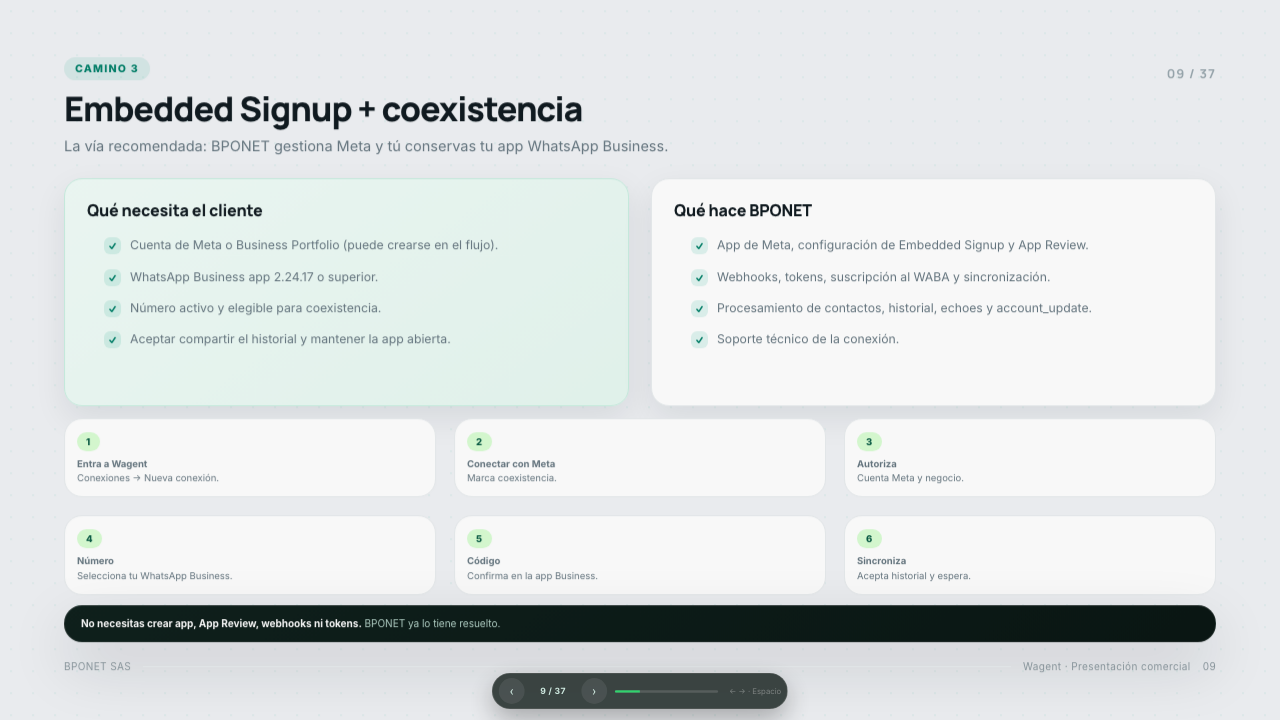 CAMINO 3
09 / 37
Embedded Signup + coexistencia
La vía recomendada: BPONET gestiona Meta y tú conservas tu app WhatsApp Business.
Qué necesita el cliente
Cuenta de Meta o Business Portfolio (puede crearse en el flujo).
WhatsApp Business app 2.24.17 o superior.
Número activo y elegible para coexistencia.
Aceptar compartir el historial y mantener la app abierta.
Qué hace BPONET
App de Meta, configuración de Embedded Signup y App Review.
Webhooks, tokens, suscripción al WABA y sincronización.
Procesamiento de contactos, historial, echoes y account_update.
Soporte técnico de la conexión.
1
Entra a Wagent
Conexiones → Nueva conexión.
2
Conectar con Meta
Marca coexistencia.
3
Autoriza
Cuenta Meta y negocio.
4
Número
Selecciona tu WhatsApp Business.
5
Código
Confirma en la app Business.
6
Sincroniza
Acepta historial y espera.
No necesitas crear app, App Review, webhooks ni tokens. BPONET ya lo tiene resuelto.
BPONET SAS
Wagent · Presentación comercial 09
‹ 9 / 37 › ← → · Espacio